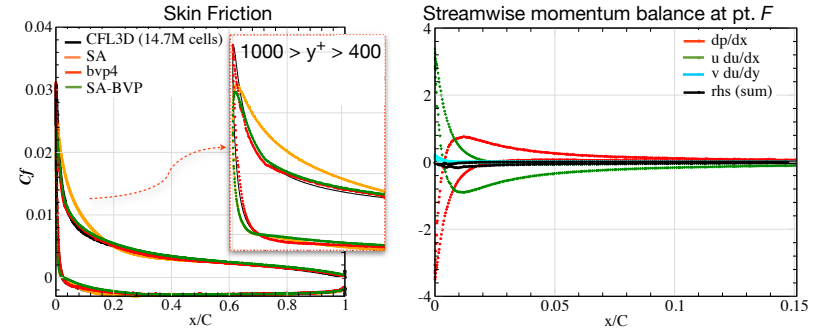 Skin Friction
0.04
0.03
0.02
0.01
0
Cf
CFL3D (14.7M cells)
SA
bvp4
SA-BVP
1000 > y+ > 400
0 0.2 0.4 0.6 0.8 1
x/C
Streamwise momentum balance at pt. F
4
2
0
-2
-4
dp/dx
u du/dx
v du/dy
rhs (sum)
0 0.05 0.1 0.15
x/C